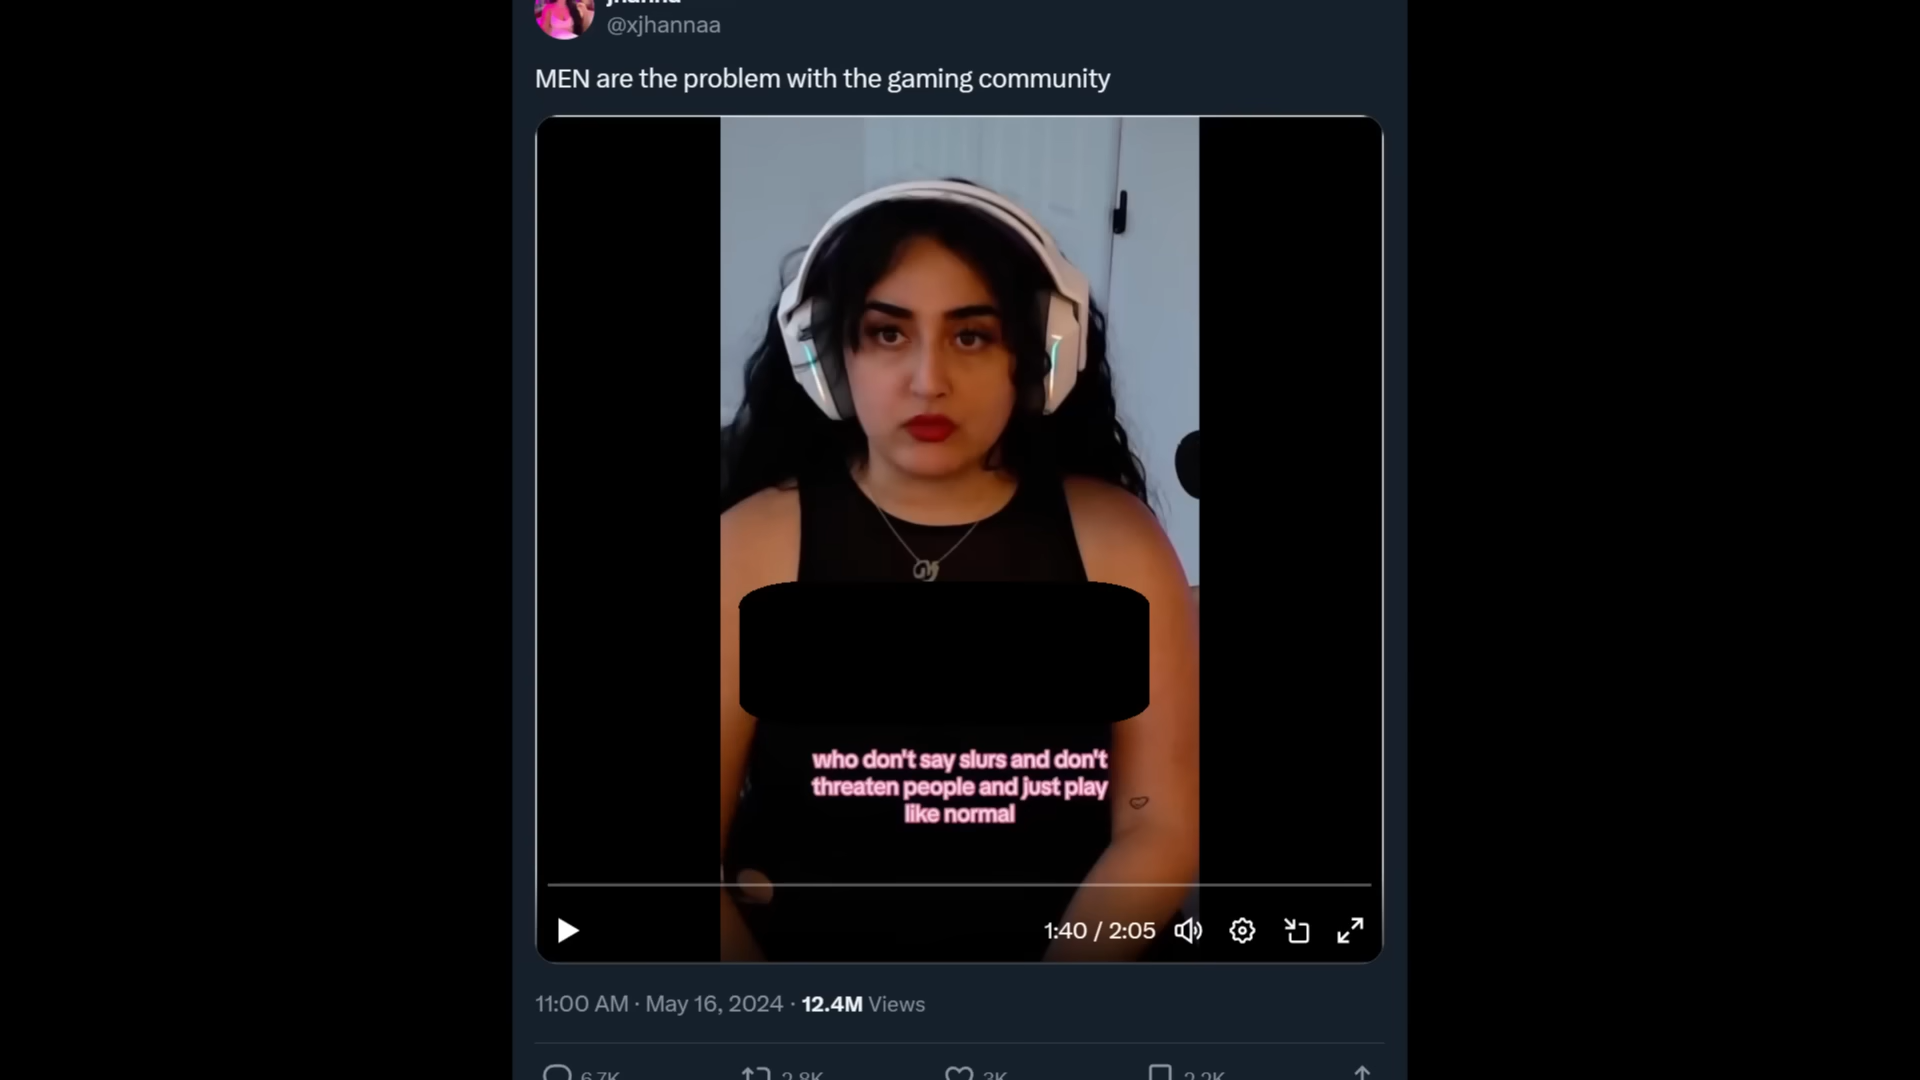 @xjhannaa
MEN are the problem with the gaming community
who don't say slurs and don't
threaten people and just play
like normal
1:40 / 2:05
11:00 AM · May 16, 2024 · 12.4M Views